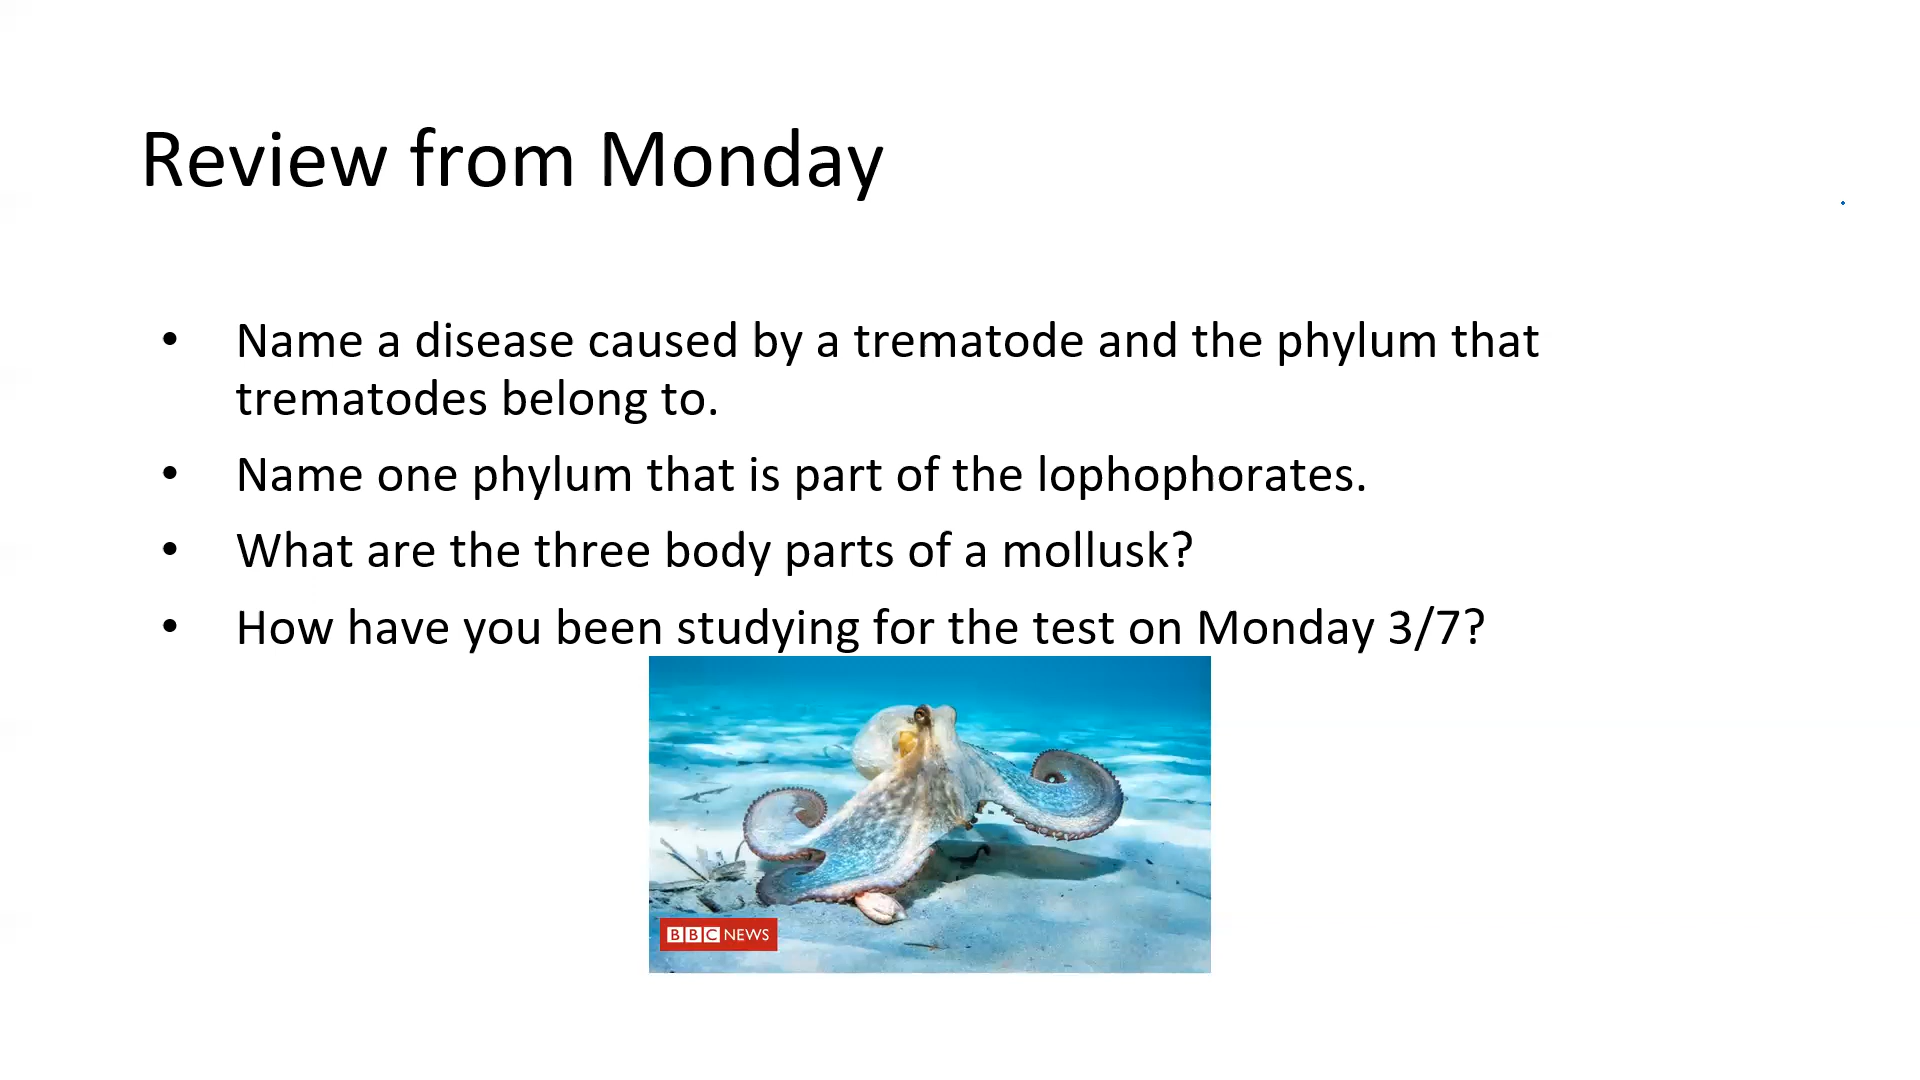 Review from Monday
• Name a disease caused by a trematode and the phylum that
trematodes belong to.
• Name one phylum that is part of the lophophorates.
• What are the three body parts of a mollusk?
• How have you been studying for the test on Monday 3/7?
BBC NEWS